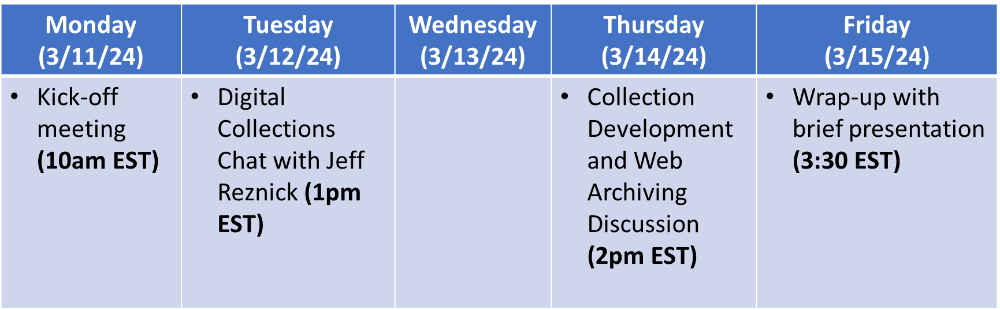 Monday
(3/11/24)
Tuesday
(3/12/24)
Wednesday
(3/13/24)
Thursday
(3/14/24)
Friday
(3/15/24)
• Kick-off
meeting
(10am EST)
• Digital
Collections
Chat with Jeff
Reznick (1pm
EST)
• Collection
Development
and Web
Archiving
Discussion
(2pm EST)
• Wrap-up with
brief presentation
(3:30 EST)